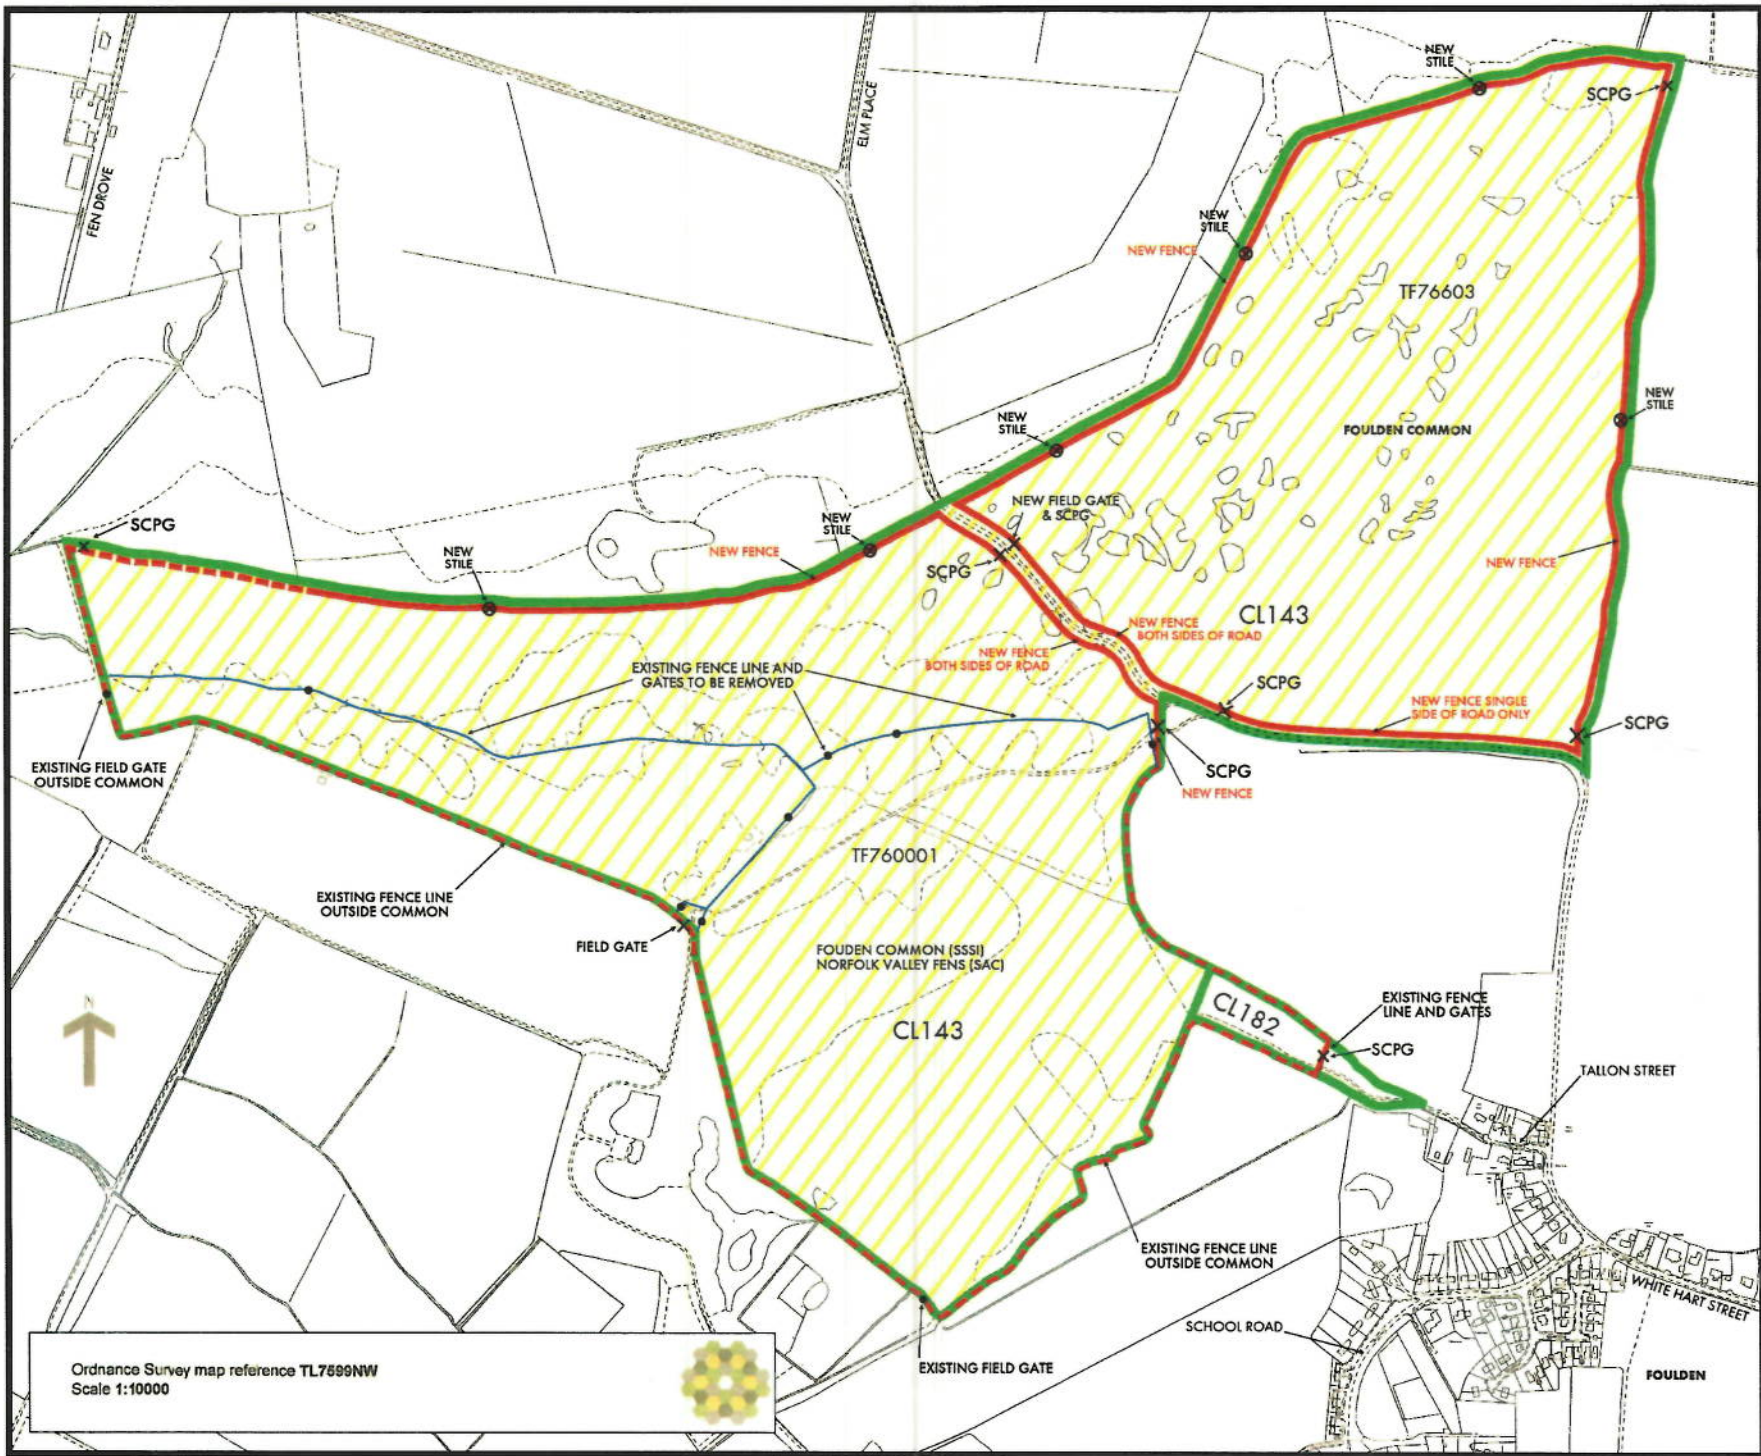 NEW
STILE
SCPG
ELM PLACE
FEN DROVE
NEW
STILE
NEW FENCE
TF76603
NEW
STILE
FOULDEN COMMON
NEW
STILE
NEW FIELD GATE
& SCPG
SCPG
NEW
STILE
NEW
STILE
NEW FENCE
SCPG
NEW FENCE
CL143
NEW FENCE
BOTH SIDES OF ROAD
NEW FENCE
BOTH SIDES OF ROAD
EXISTING FENCE LINE AND
GATES TO BE REMOVED
SCPG
NEW FENCE SINGLE
SIDE OF ROAD ONLY
SCPG
EXISTING FIELD GATE
OUTSIDE COMMON
SCPG
NEW FENCE
TF760001
EXISTING FENCE LINE
OUTSIDE COMMON
FIELD GATE
FOUDEN COMMON (SSSI)
NORFOLK VALLEY FENS (SAC)
N
CL143
CL182
EXISTING FENCE
LINE AND GATES
SCPG
TALLON STREET
EXISTING FENCE LINE
OUTSIDE COMMON
WHITE HART STREET
SCHOOL ROAD
EXISTING FIELD GATE
FOULDEN
Ordnance Survey map reference TL7599NW
Scale 1:10000